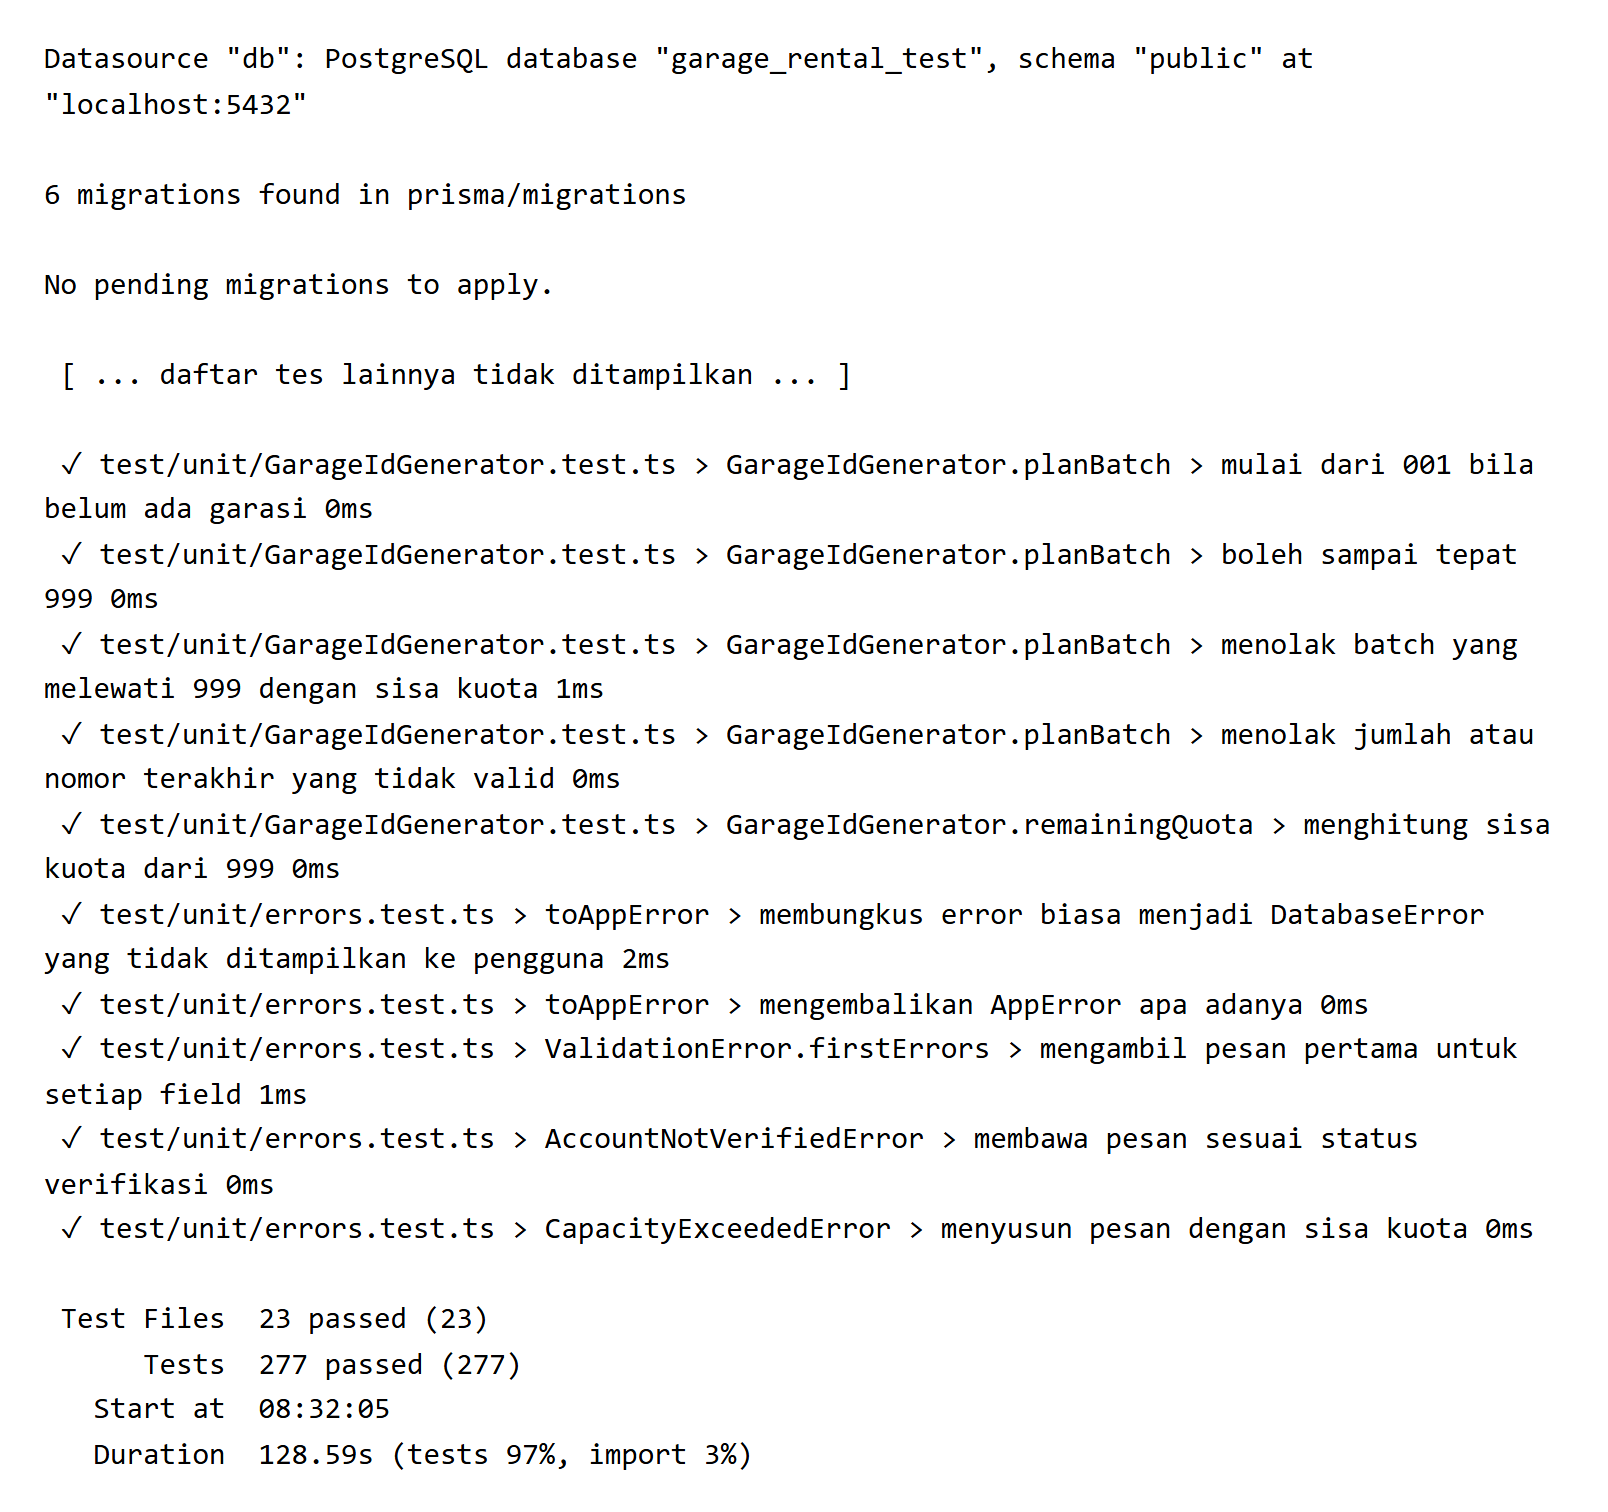 Datasource "db": PostgreSQL database "garage_rental_test", schema "public" at
"localhost:5432"
6 migrations found in prisma/migrations
No pending migrations to apply.
[ ... daftar tes lainnya tidak ditampilkan ... ]
✓ test/unit/GarageIdGenerator.test.ts > GarageIdGenerator.planBatch > mulai dari 001 bila
belum ada garasi 0ms
✓ test/unit/GarageIdGenerator.test.ts > GarageIdGenerator.planBatch > boleh sampai tepat
999 0ms
✓ test/unit/GarageIdGenerator.test.ts > GarageIdGenerator.planBatch > menolak batch yang
melewati 999 dengan sisa kuota 1ms
✓ test/unit/GarageIdGenerator.test.ts > GarageIdGenerator.planBatch > menolak jumlah atau
nomor terakhir yang tidak valid 0ms
✓ test/unit/GarageIdGenerator.test.ts > GarageIdGenerator.remainingQuota > menghitung sisa
kuota dari 999 0ms
✓ test/unit/errors.test.ts > toAppError > membungkus error biasa menjadi DatabaseError
yang tidak ditampilkan ke pengguna 2ms
✓ test/unit/errors.test.ts > toAppError > mengembalikan AppError apa adanya 0ms
✓ test/unit/errors.test.ts > ValidationError.firstErrors > mengambil pesan pertama untuk
setiap field 1ms
✓ test/unit/errors.test.ts > AccountNotVerifiedError > membawa pesan sesuai status
verifikasi 0ms
✓ test/unit/errors.test.ts > CapacityExceededError > menyusun pesan dengan sisa kuota 0ms
Test Files  23 passed (23)
Tests  277 passed (277)
Start at  08:32:05
Duration  128.59s (tests 97%, import 3%)